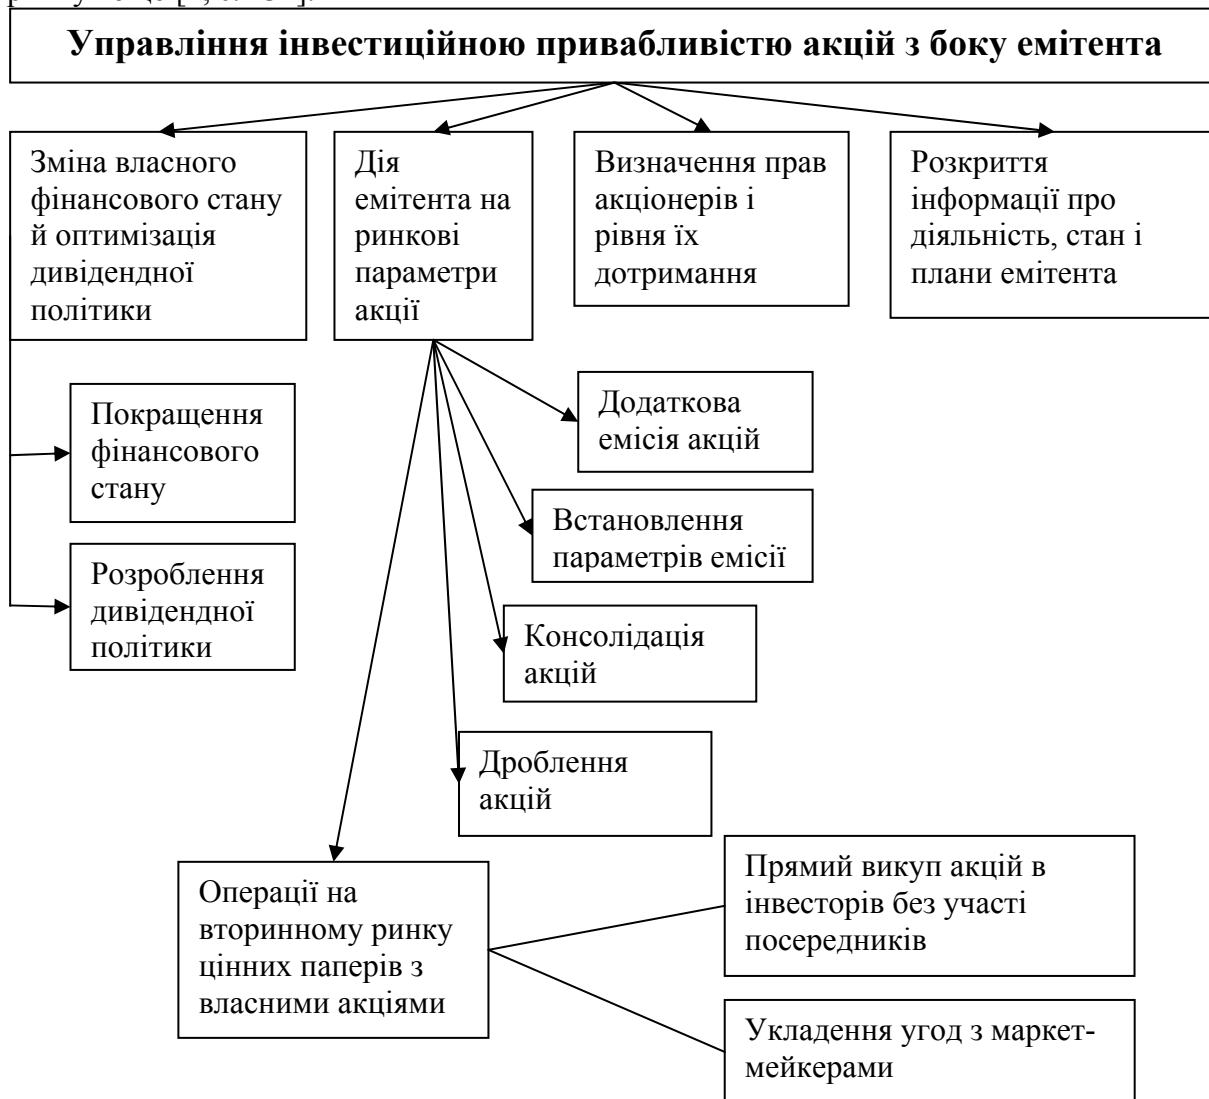 Управління інвестиційною привабливістю акцій з боку емітента
Зміна власного
фінансового стану
й оптимізація
дивідендної
політики
Дія
емітента на
ринкові
параметри
акції
Визначення прав
акціонерів і
рівня їх
дотримання
Розкриття
інформації про
діяльність, стан і
плани емітента
Покращення
фінансового
стану
Розроблення
дивідендної
політики
Додаткова
емісія акцій
Встановлення
параметрів емісії
Консолідація
акцій
Дроблення
акцій
Операції на
вторинному ринку
цінних паперів з
власними акціями
Прямий викуп акцій в
інвесторів без участі
посередників
Укладення угод з маркет-
мейкерами